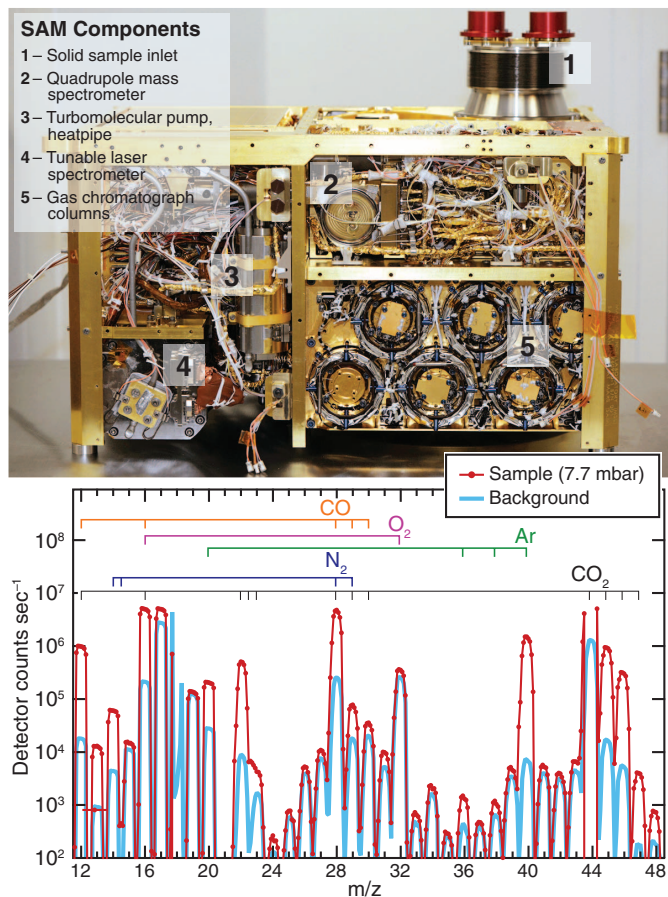 SAM Components
1 – Solid sample inlet
2 – Quadrupole mass
spectrometer
3 – Turbomolecular pump,
heatpipe
4 – Tunable laser
spectrometer
5 – Gas chromatograph
columns
1
2
3
4
5
Sample (7.7 mbar)
Background
CO
O₂
Ar
N₂
CO₂
Detector counts sec⁻¹
10⁸
10⁷
10⁶
10⁵
10⁴
10³
10²
12 16 20 24 28 32 36 40 44 48
m/z